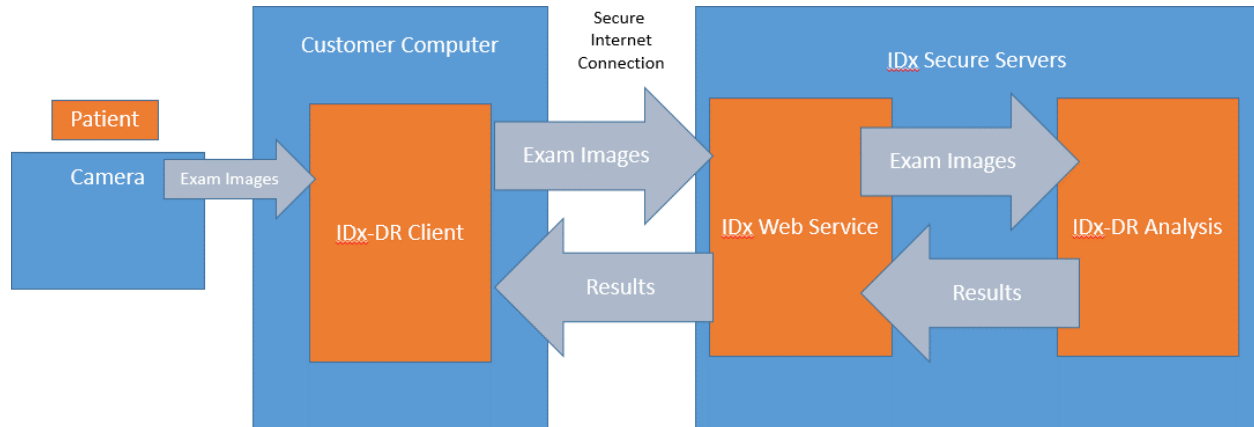 Secure
Internet
Connection
Customer Computer
IDx Secure Servers
Patient
Camera
Exam Images
IDx-DR Client
Exam Images
Results
IDx Web Service
Exam Images
Results
IDx-DR Analysis